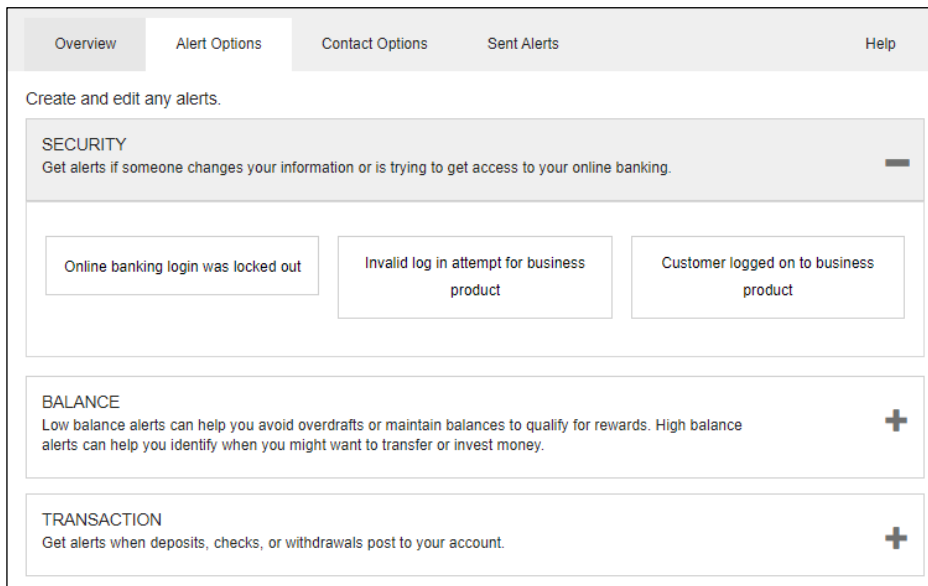 Overview Alert Options Contact Options Sent Alerts Help
Create and edit any alerts.
SECURITY
Get alerts if someone changes your information or is trying to get access to your online banking.
Online banking login was locked out
Invalid log in attempt for business
product
Customer logged on to business
product
BALANCE
Low balance alerts can help you avoid overdrafts or maintain balances to qualify for rewards. High balance
alerts can help you identify when you might want to transfer or invest money.
TRANSACTION
Get alerts when deposits, checks, or withdrawals post to your account.